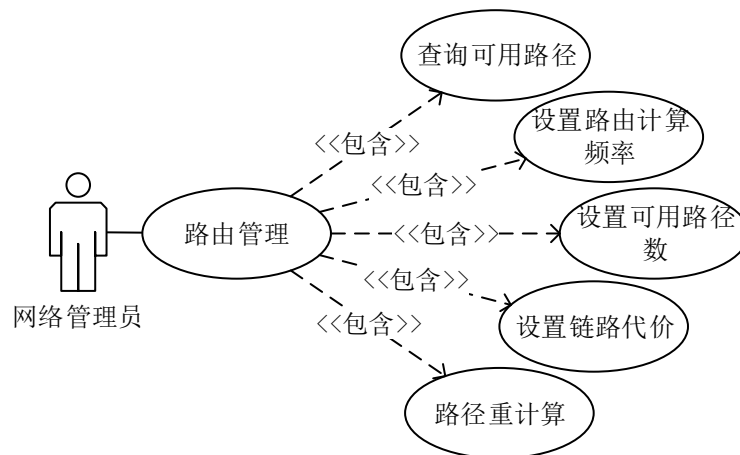 查询可用路径
<<包含>>
设置路由计算
频率
<<包含>>
路由管理
<<包含>>
设置可用路径
数
网络管理员
<<包含>>
设置链路代价
<<包含>>
路径重计算